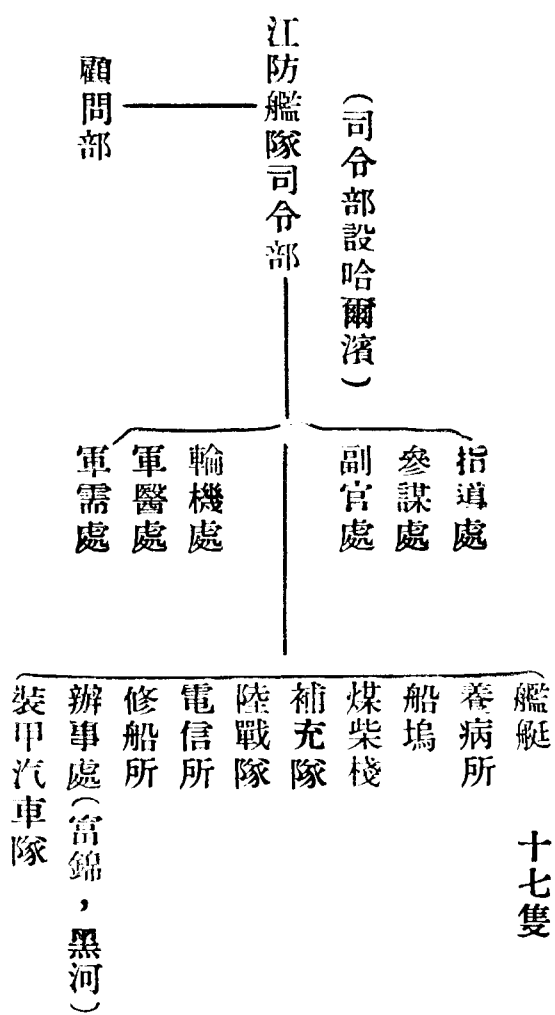 （司令部設哈爾濱）
江防艦隊司令部
顧問部
指導處
參謀處
副官處
輪機處
軍醫處
軍需處
艦艇　十七隻
養病所
船塢
煤柴棧
補充隊
陸戰隊
電信所
修船所
辦事處（富錦，黑河）
裝甲汽車隊